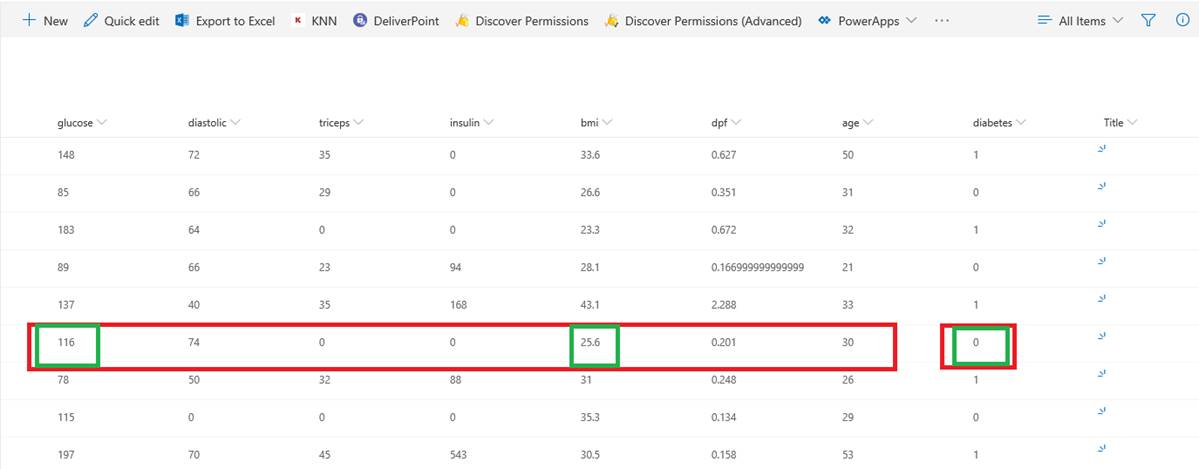 New Quick edit Export to Excel K KNN DeliverPoint Discover Permissions Discover Permissions (Advanced) PowerApps ··· All Items
glucose diastolic triceps insulin bmi dpf age diabetes Title
148 72 35 0 33.6 0.627 50 1
85 66 29 0 26.6 0.351 31 0
183 64 0 0 23.3 0.672 32 1
89 66 23 94 28.1 0.166999999999999 21 0
137 40 35 168 43.1 2.288 33 1
116 74 0 0 25.6 0.201 30 0
78 50 32 88 31 0.248 26 1
115 0 0 0 35.3 0.134 29 0
197 70 45 543 30.5 0.158 53 1